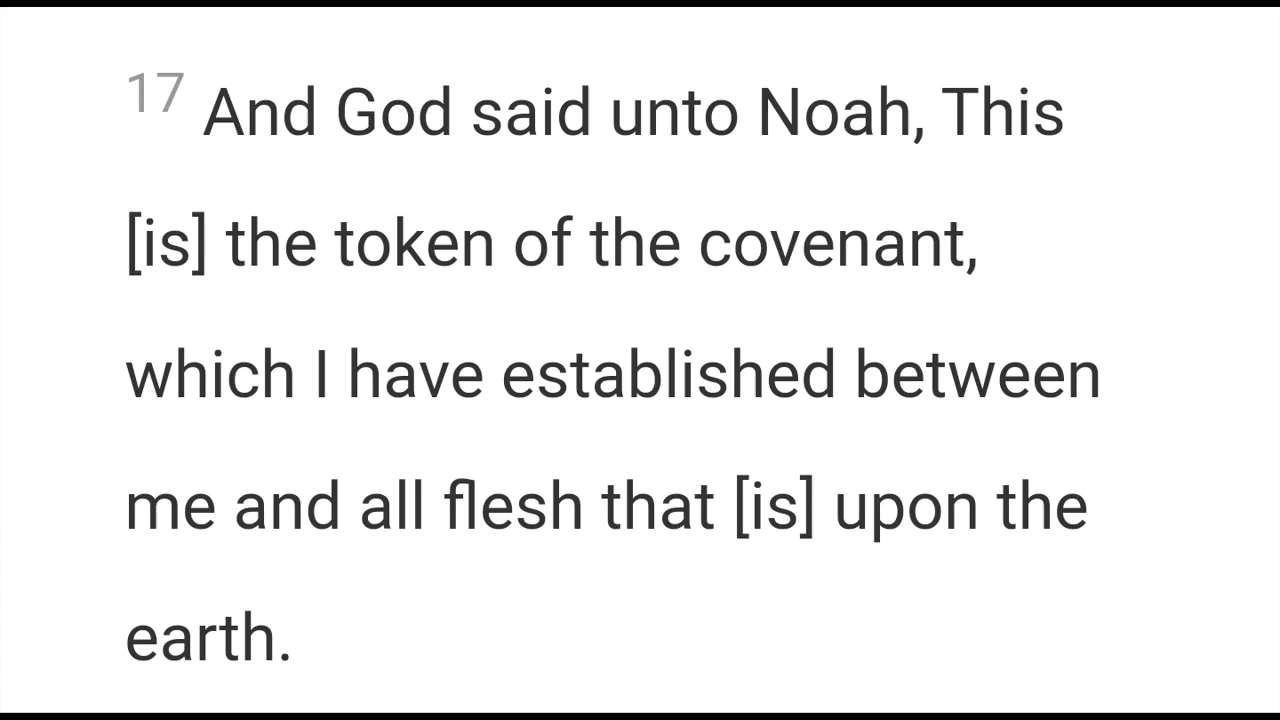 17 And God said unto Noah, This
[is] the token of the covenant,
which I have established between
me and all flesh that [is] upon the
earth.